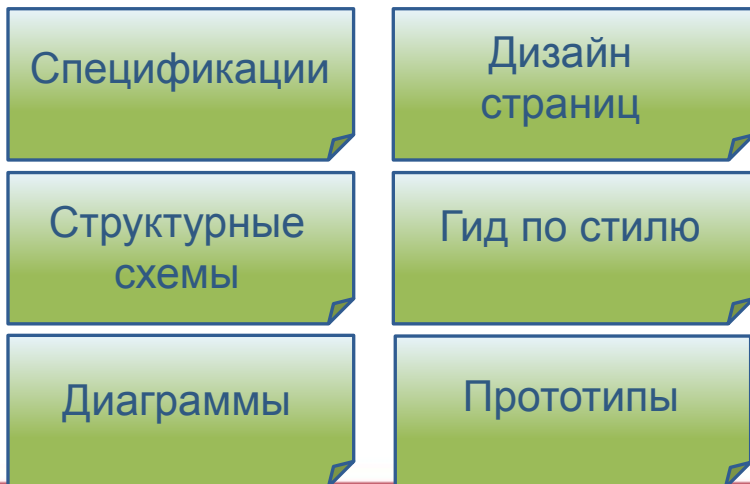 Спецификации
Дизайн
страниц
Структурные
схемы
Гид по стилю
Диаграммы
Прототипы